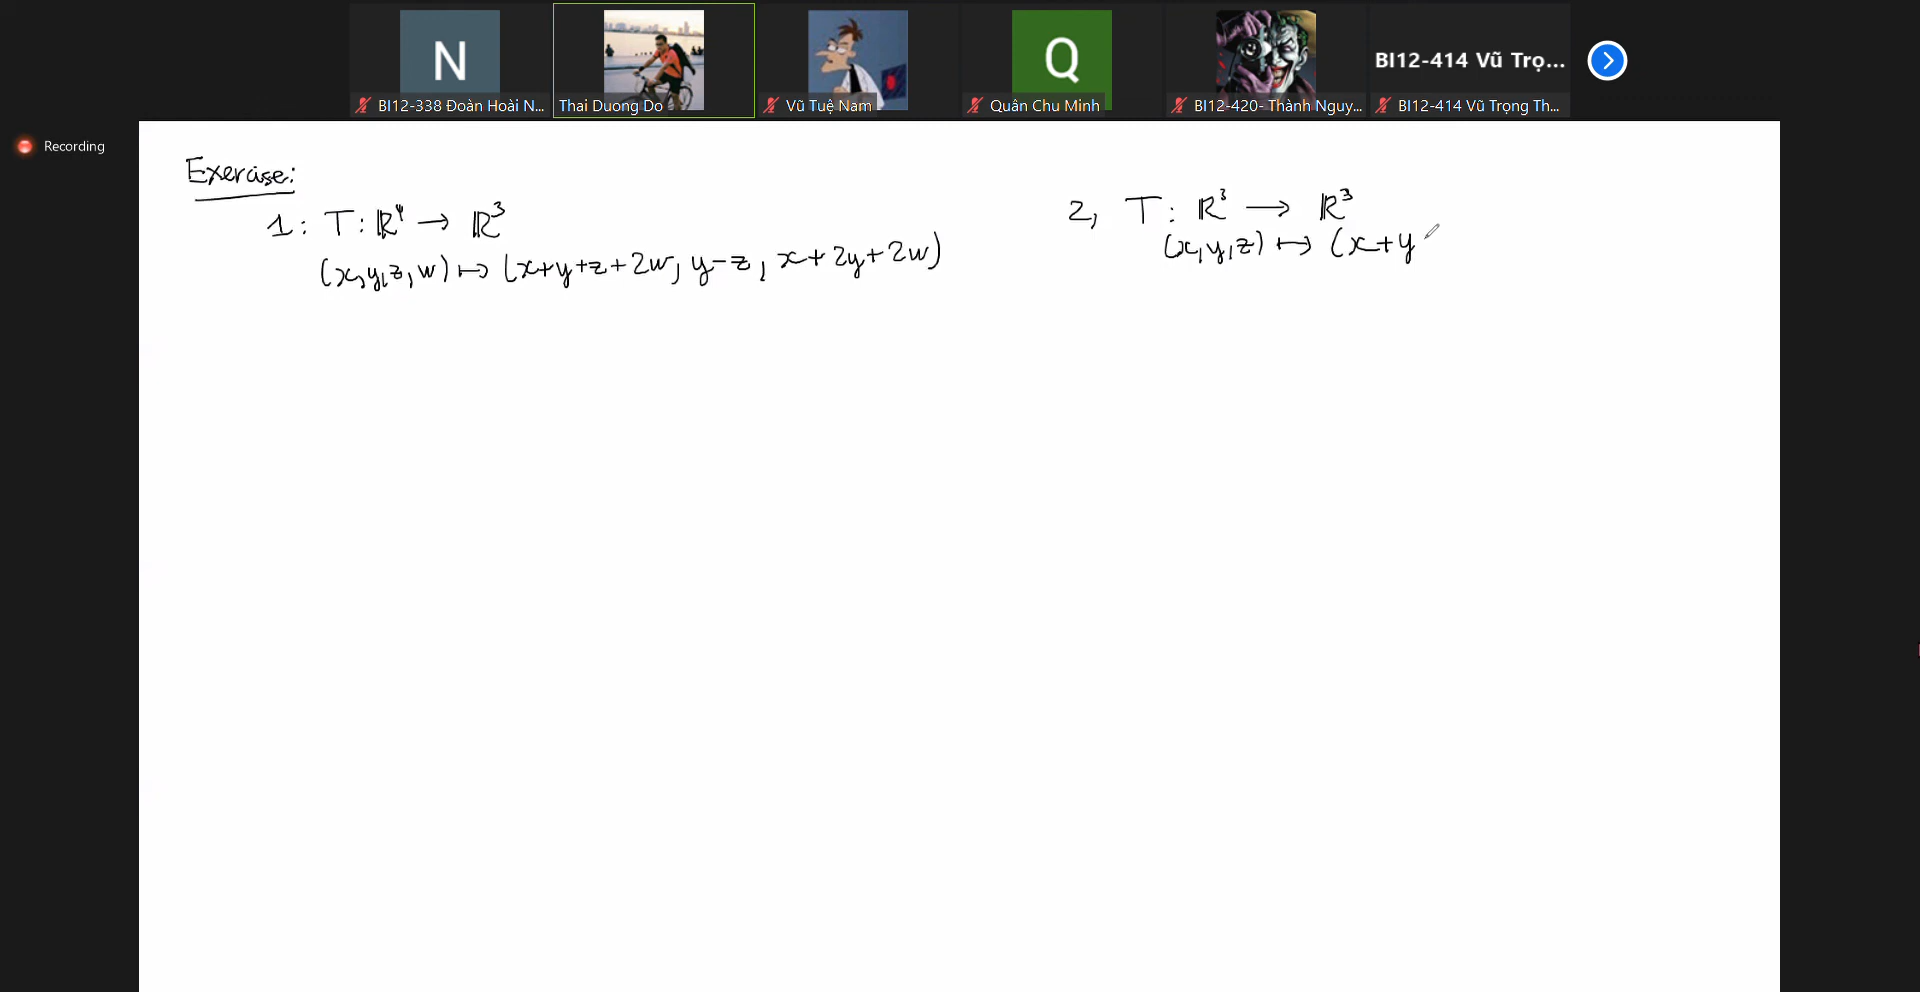 N
Q
BI12-414 Vũ Trọ...
BI12-338 Đoàn Hoài N...
Thai Duong Do
Vũ Tuệ Nam
Quân Chu Minh
BI12-420- Thành Nguy...
BI12-414 Vũ Trọng Th...
Recording
Exercise:
1: T: ℝ⁴ → ℝ³
(x,y,z,w) ↦ (x+y+z+2w, y-z, x+2y+2w)
2, T: ℝ³ → ℝ³
(x,y,z) ↦ (x+y